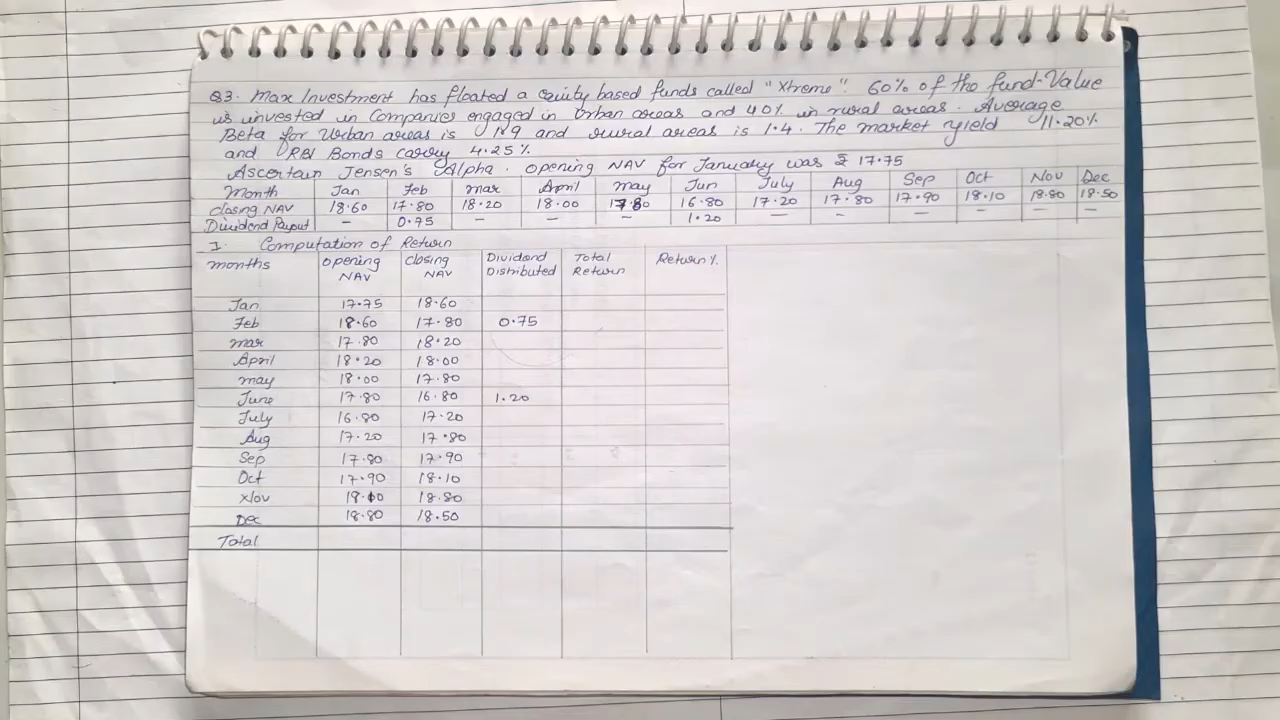 Q3. Max Investment has floated a equity based funds called "Xtreme". 60% of the fund-Value
is invested in Companies engaged in Urban areas and 40% in rural areas. Average
Beta for Urban areas is 1.9 and rural areas is 1.4. The market yield 11.20%
and RBI Bonds carry 4.25%
Ascertain Jensen's Alpha. opening NAV for January was ₹ 17.75
Month Jan Feb Mar April May Jun July Aug Sep Oct Nov Dec
Closing NAV 18.60 17.80 18.20 18.00 17.80 16.80 17.20 17.80 17.90 18.10 18.80 18.50
Dividend Payout - 0.75 - - - 1.20 - - - - - -
I. Computation of Return
months Opening NAV Closing NAV Dividend Distributed Total Return Return %
Jan 17.75 18.60
Feb 18.60 17.80 0.75
Mar 17.80 18.20
April 18.20 18.00
May 18.00 17.80
June 17.80 16.80 1.20
July 16.80 17.20
Aug 17.20 17.80
Sep 17.80 17.90
Oct 17.90 18.10
Nov 18.10 18.80
Dec 18.80 18.50
Total